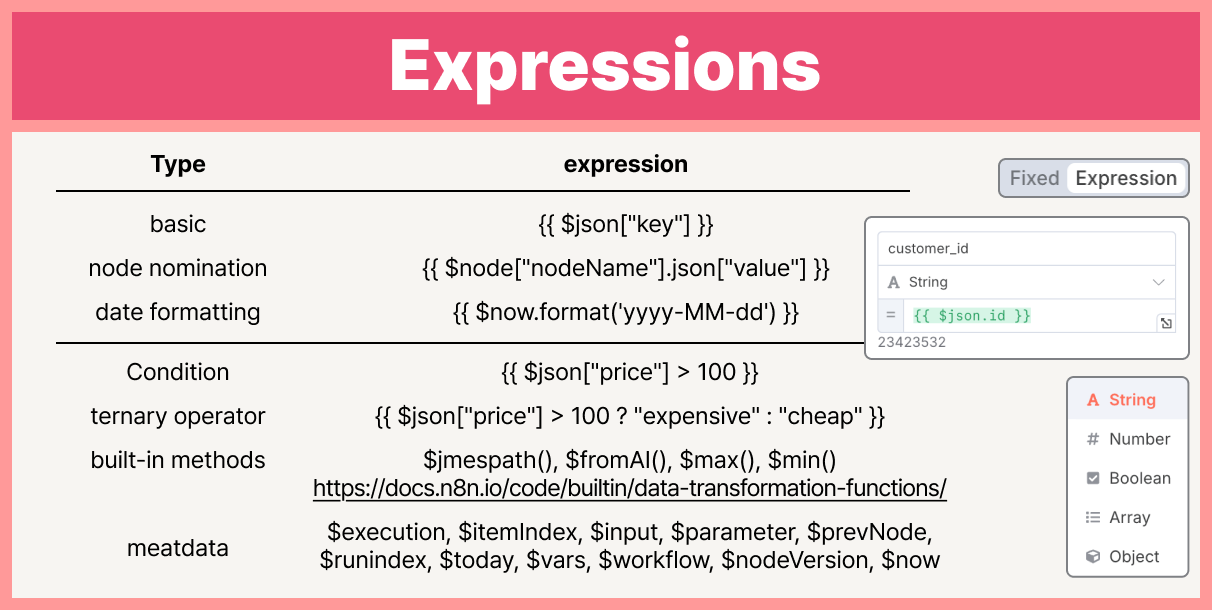 Expressions
Type expression
basic {{ $json["key"] }}
node nomination {{ $node["nodeName"].json["value"] }}
date formatting {{ $now.format('yyyy-MM-dd') }}
Condition {{ $json["price"] > 100 }}
ternary operator {{ $json["price"] > 100 ? "expensive" : "cheap" }}
built-in methods $jmespath(), $fromAI(), $max(), $min()
https://docs.n8n.io/code/builtin/data-transformation-functions/
meatdata $execution, $itemIndex, $input, $parameter, $prevNode,
$runindex, $today, $vars, $workflow, $nodeVersion, $now
Fixed Expression
customer_id
A String
= {{ $json.id }}
23423532
A String
# Number
Boolean
Array
Object